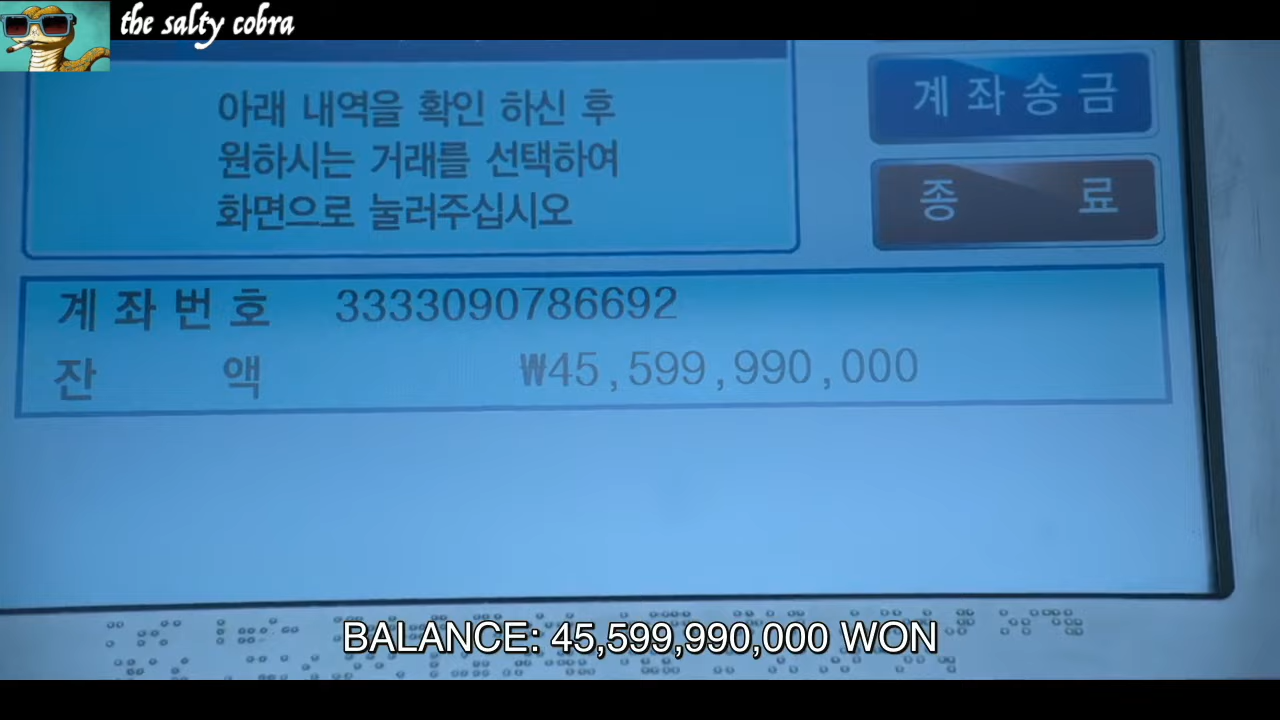 the salty cobra
아래 내역을 확인 하신 후
원하시는 거래를 선택하여
화면으로 눌러주십시오
계좌송금
종 료
계좌번호 3333090786692
잔 액 ₩45,599,990,000
BALANCE: 45,599,990,000 WON